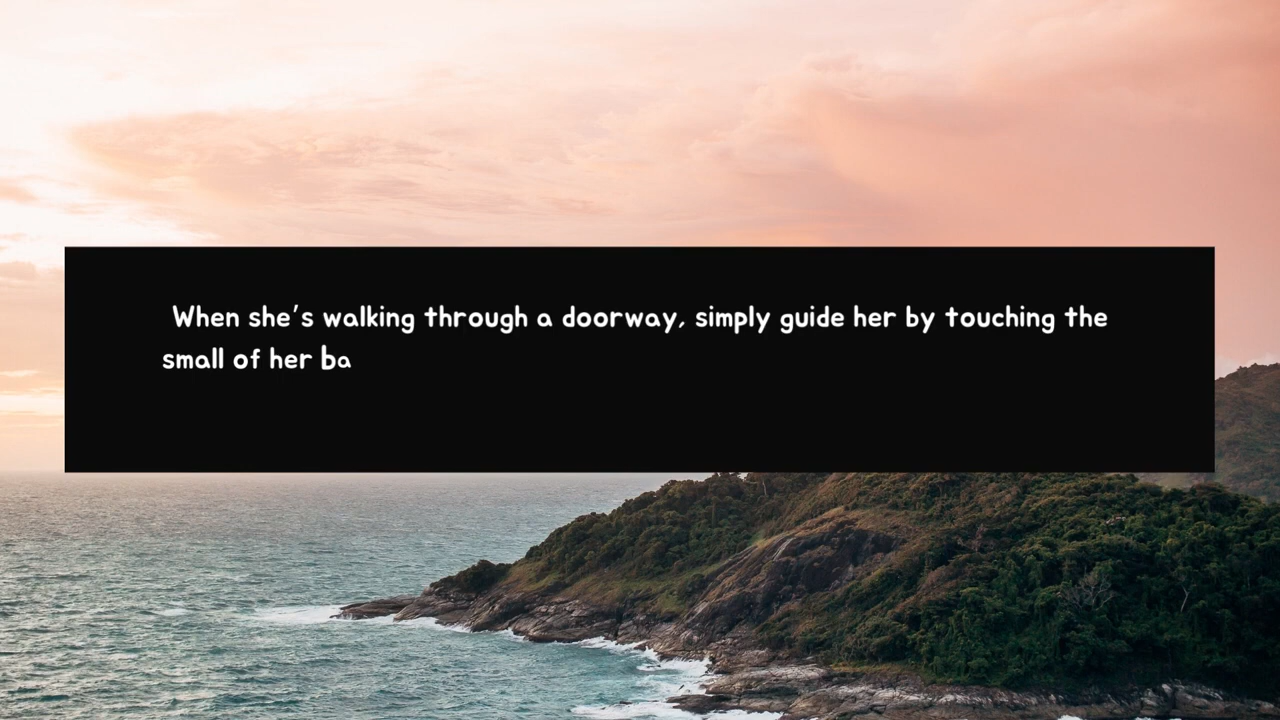 When she's walking through a doorway, simply guide her by touching the
small of her ba